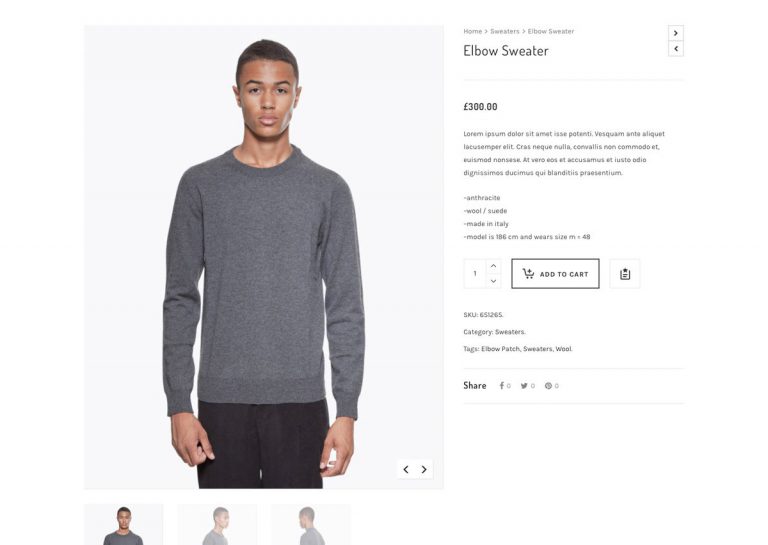 Home > Sweaters > Elbow Sweater
Elbow Sweater
£300.00
Lorem ipsum dolor sit amet isse potenti. Vesquam ante aliquet
lacusemper elit. Cras neque nulla, convallis non commodo et,
euismod nonsese. At vero eos et accusamus et iusto odio
dignissimos ducimus qui blanditiis praesentium.
-anthracite
-wool / suede
-made in italy
-model is 186 cm and wears size m = 48
1
ADD TO CART
SKU: 6S126S.
Category: Sweaters.
Tags: Elbow Patch, Sweaters, Wool.
Share 0 0 0